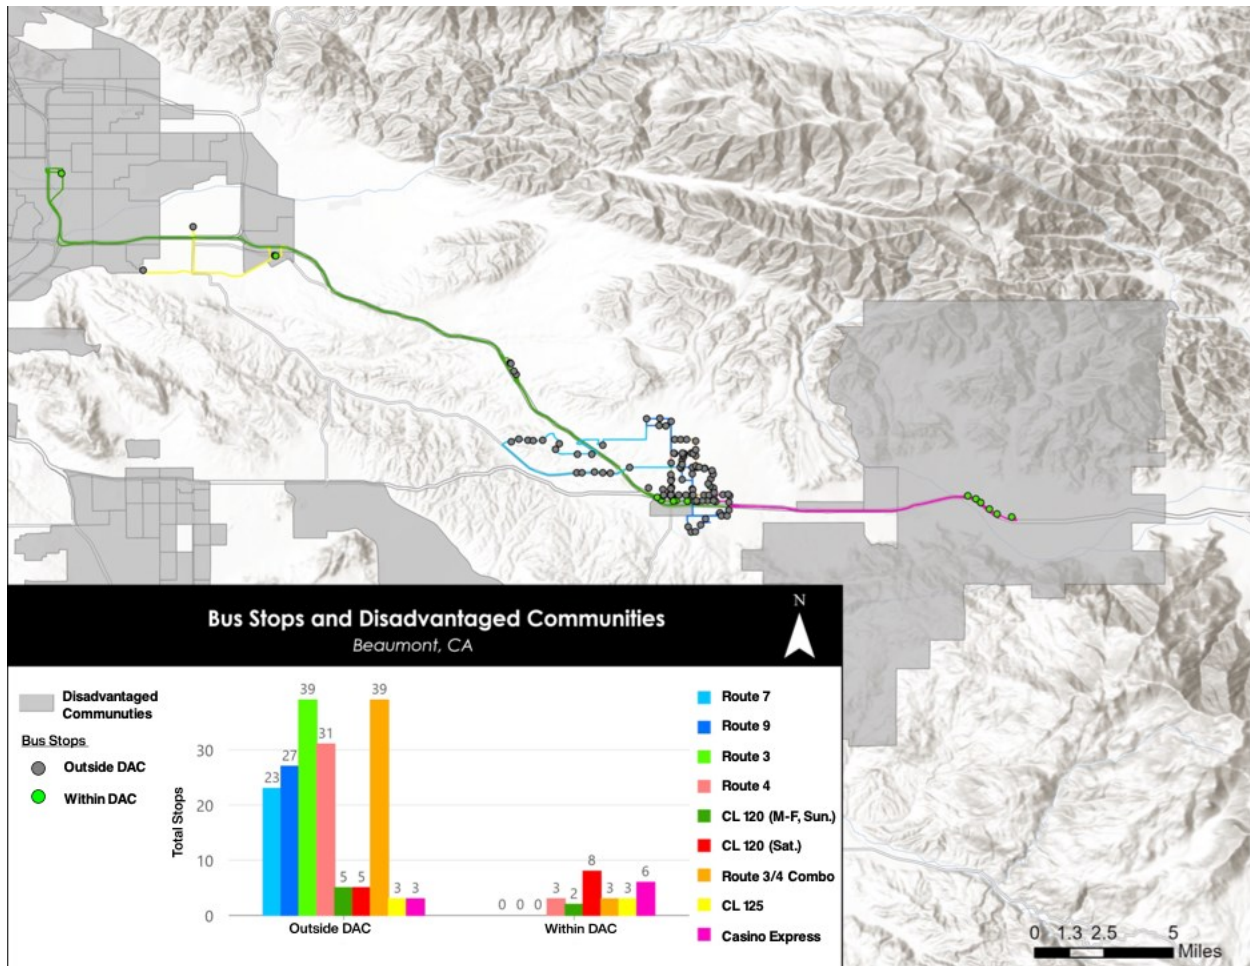 Bus Stops and Disadvantaged Communities
Beaumont, CA
N
Disadvantaged
Communuties
Bus Stops
Outside DAC
Within DAC
Total Stops
30
20
10
0
23
27
39
31
5
5
39
3
3
0
0
0
3
2
8
3
3
6
Outside DAC
Within DAC
Route 7
Route 9
Route 3
Route 4
CL 120 (M-F, Sun.)
CL 120 (Sat.)
Route 3/4 Combo
CL 125
Casino Express
0 1.3 2.5 5
Miles